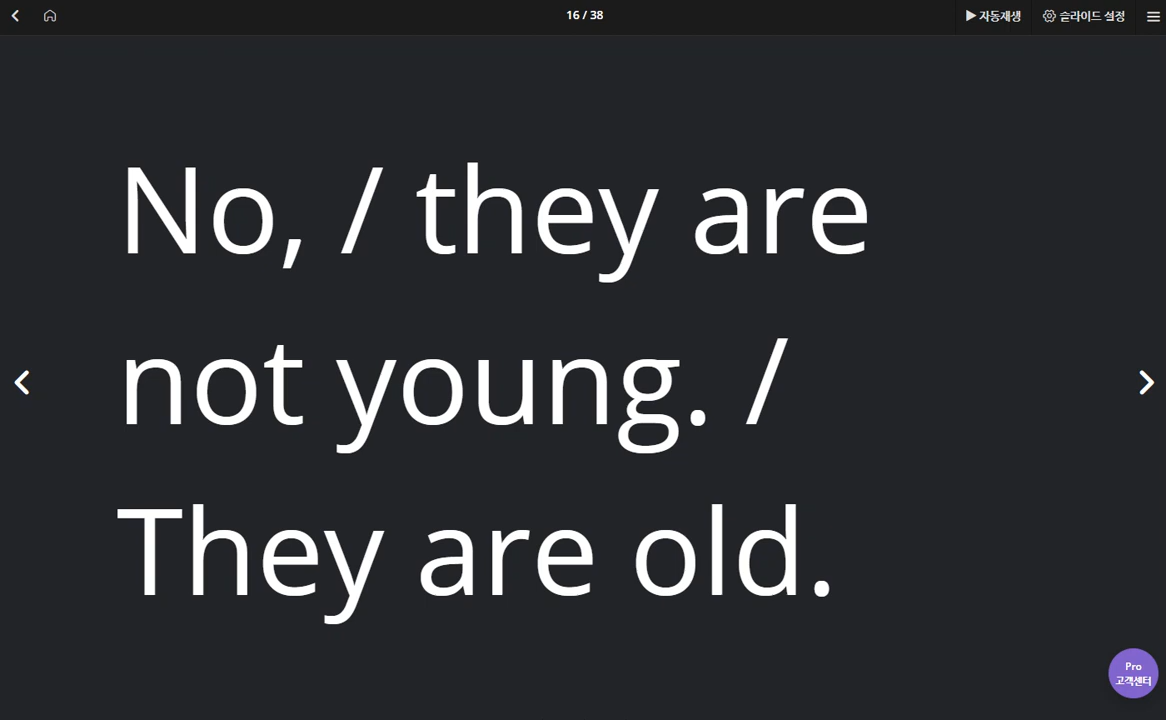 16 / 38
▶ 자동재생
슬라이드 설정
No, / they are
not young. /
They are old.
Pro
고객센터